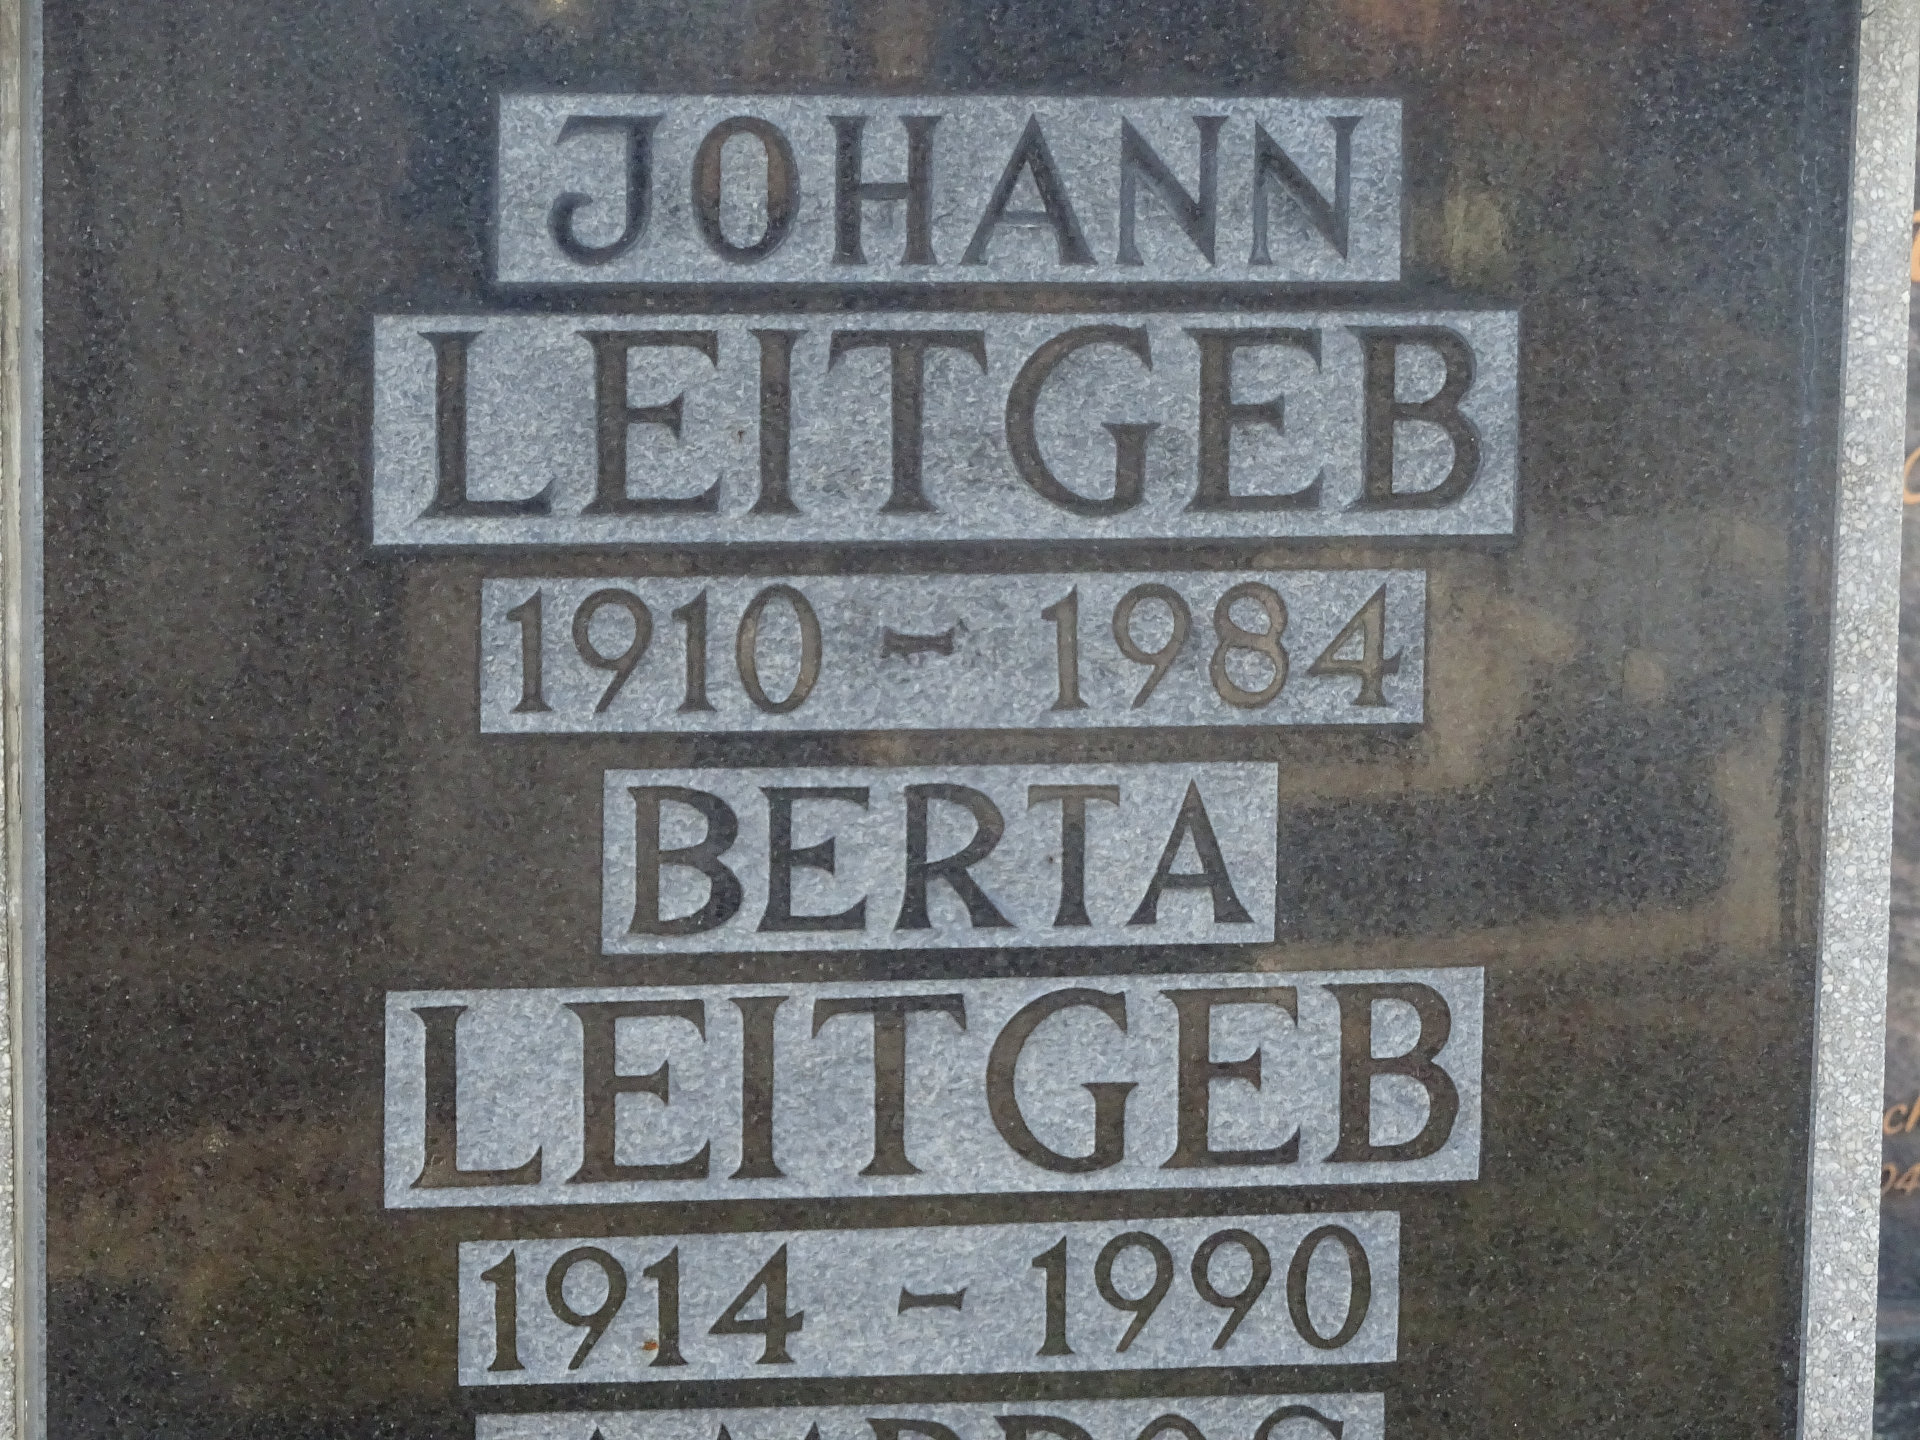 JOHANN
LEITGEB
1910 - 1984
BERTA
LEITGEB
1914 - 1990